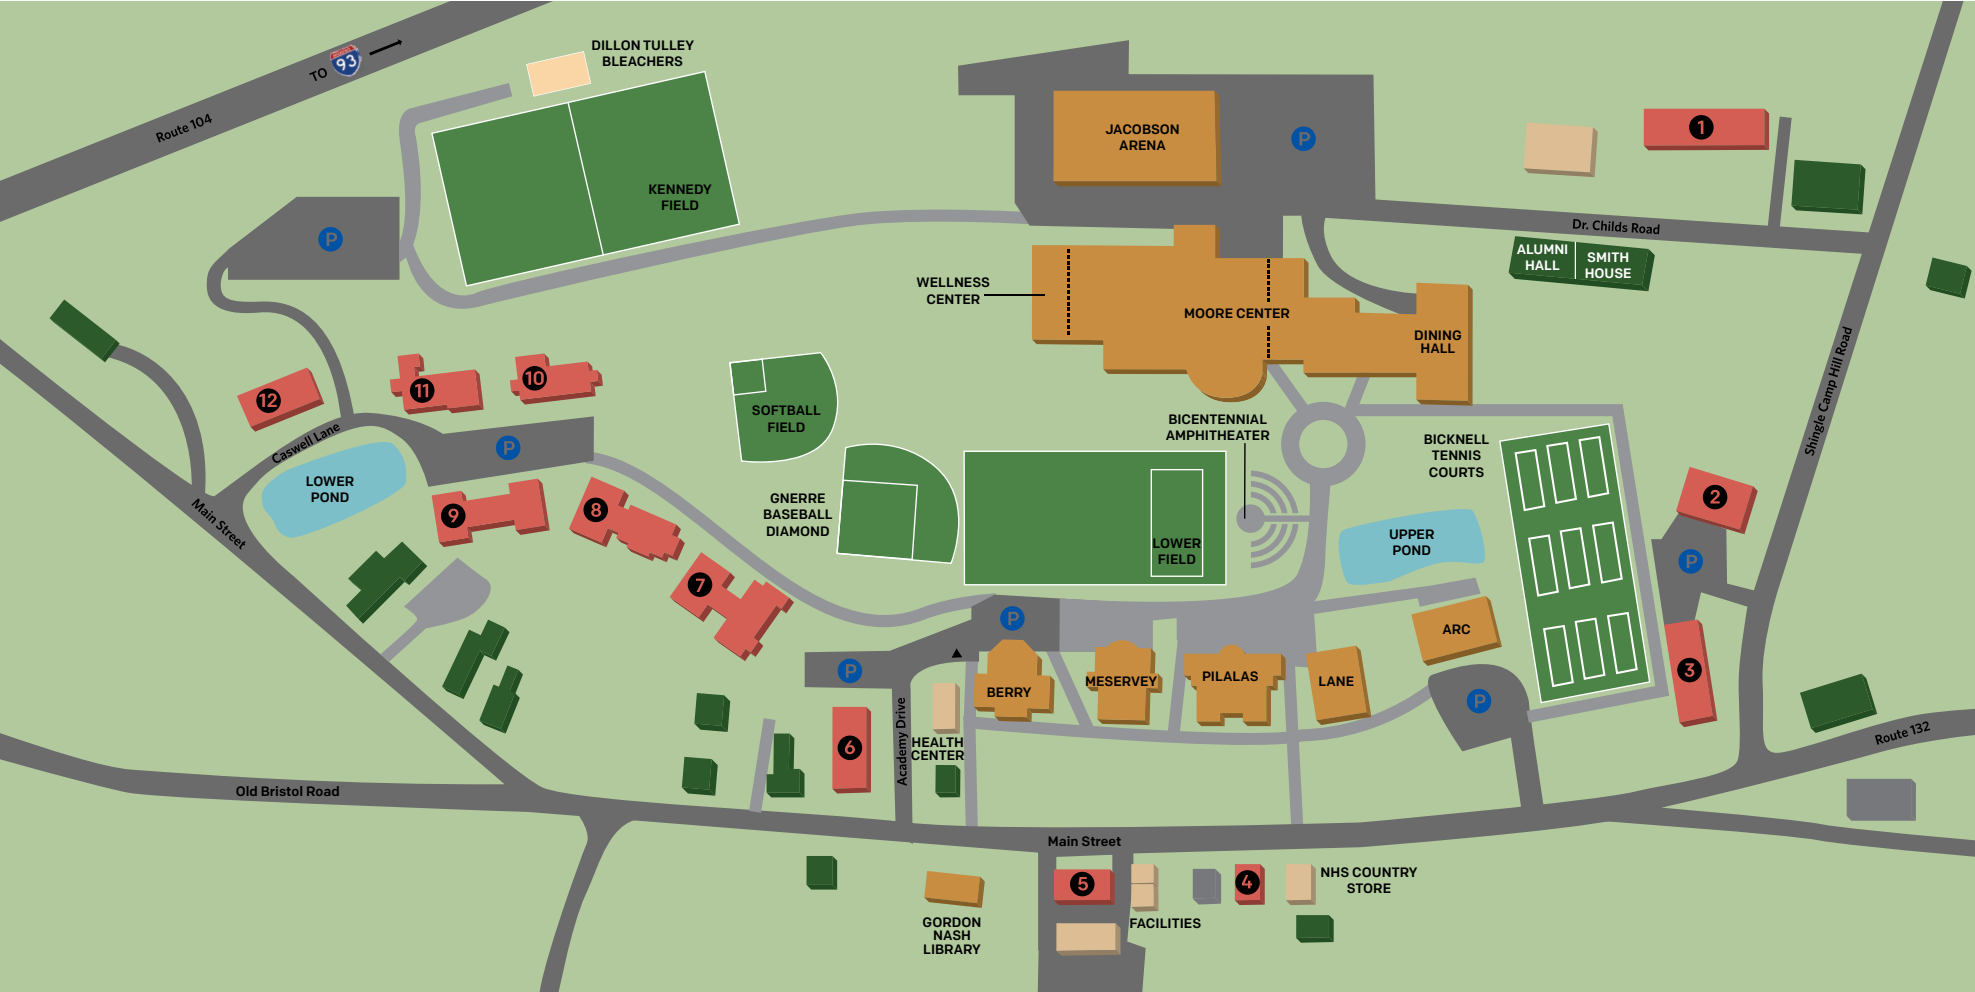 DILLON TULLEY
BLEACHERS
TO
93
Route 104
JACOBSON
ARENA
P
1
KENNEDY
FIELD
P
Dr. Childs Road
ALUMNI
HALL
SMITH
HOUSE
WELLNESS
CENTER
MOORE CENTER
DINING
HALL
Shingle Camp Hill Road
12
11
10
SOFTBALL
FIELD
BICENTENNIAL
AMPHITHEATER
BICKNELL
TENNIS
COURTS
Caswell Lane
P
LOWER
POND
Main Street
9
8
GNERRE
BASEBALL
DIAMOND
LOWER
FIELD
UPPER
POND
2
P
7
P
ARC
P
BERRY
MESERVEY
PILALAS
LANE
P
3
Academy Drive
6
HEALTH
CENTER
Route 132
Old Bristol Road
Main Street
5
4
NHS COUNTRY
STORE
FACILITIES
GORDON
NASH
LIBRARY